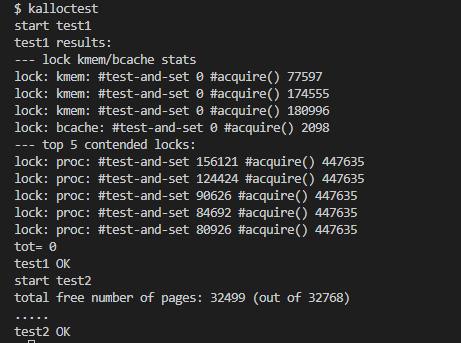 $ kalloctest
start test1
test1 results:
--- lock kmem/bcache stats
lock: kmem: #test-and-set 0 #acquire() 77597
lock: kmem: #test-and-set 0 #acquire() 174555
lock: kmem: #test-and-set 0 #acquire() 180996
lock: bcache: #test-and-set 0 #acquire() 2098
--- top 5 contended locks:
lock: proc: #test-and-set 156121 #acquire() 447635
lock: proc: #test-and-set 124424 #acquire() 447635
lock: proc: #test-and-set 90626 #acquire() 447635
lock: proc: #test-and-set 84692 #acquire() 447635
lock: proc: #test-and-set 80926 #acquire() 447635
tot= 0
test1 OK
start test2
total free number of pages: 32499 (out of 32768)
.....
test2 OK